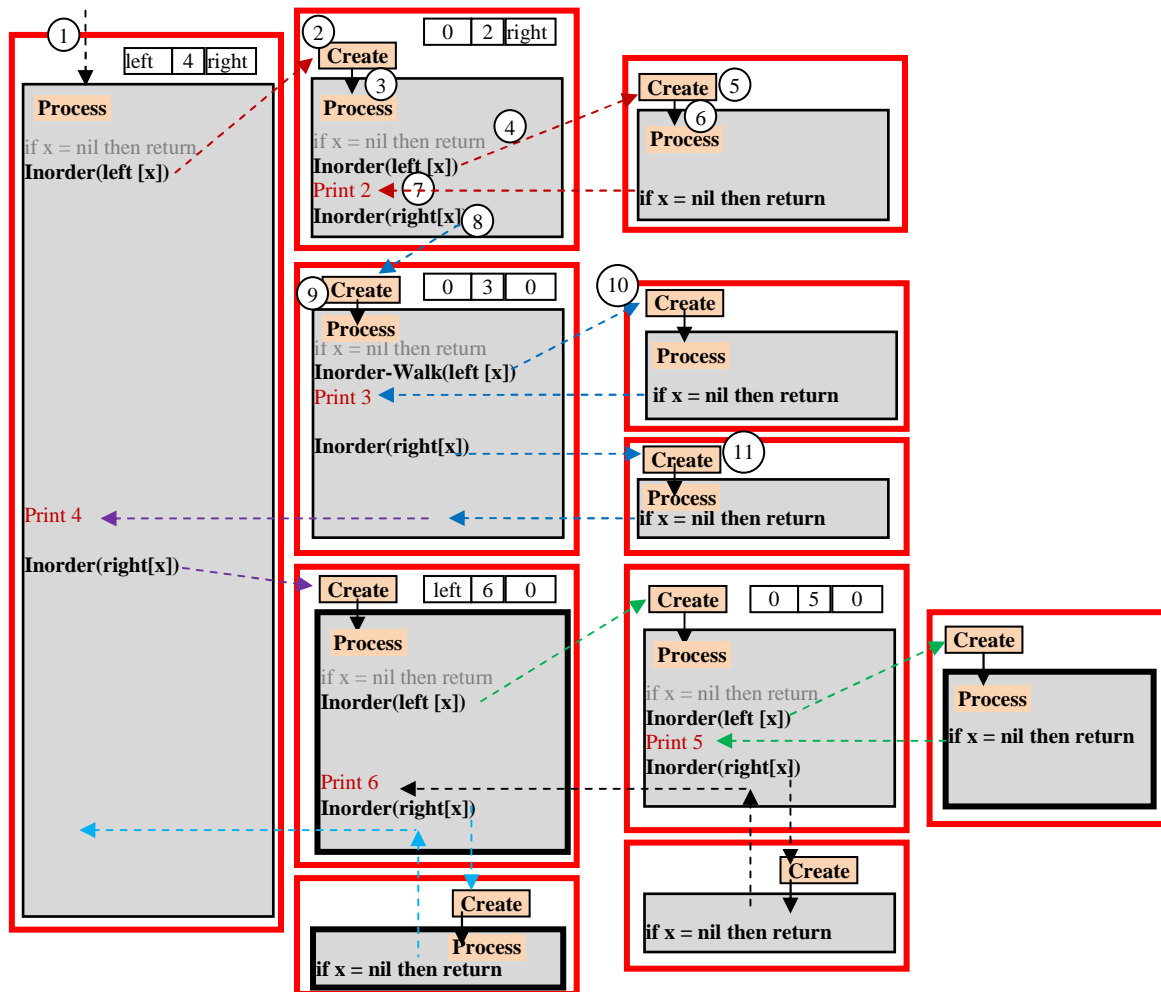 1
left 4 right
Process
if x = nil then return
Inorder(left [x])
Print 4
Inorder(right[x])
2
0 2 right
Create
3
Process
4
if x = nil then return
Inorder(left [x])
Print 2
7
Inorder(right[x])
8
Create
5
6
Process
if x = nil then return
9
Create
0 3 0
Process
if x = nil then return
Inorder-Walk(left [x])
Print 3
Inorder(right[x])
10
Create
Process
if x = nil then return
Create
11
Process
if x = nil then return
Create
left 6 0
Process
if x = nil then return
Inorder(left [x])
Print 6
Inorder(right[x])
Create
0 5 0
Process
if x = nil then return
Inorder(left [x])
Print 5
Inorder(right[x])
Create
Process
if x = nil then return
Create
Process
if x = nil then return
Create
if x = nil then return